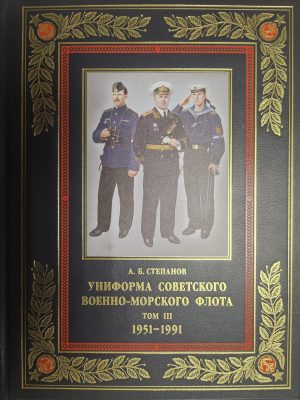 А. Б. СТЕПАНОВ
УНИФОРМА СОВЕТСКОГО
ВОЕННО-МОРСКОГО ФЛОТА
ТОМ III
1951–1991